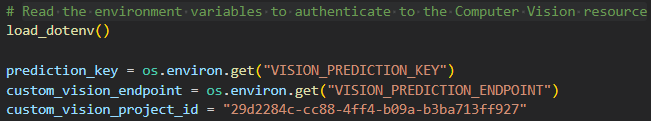 # Read the environment variables to authenticate to the Computer Vision resource
load_dotenv()
prediction_key = os.environ.get("VISION_PREDICTION_KEY")
custom_vision_endpoint = os.environ.get("VISION_PREDICTION_ENDPOINT")
custom_vision_project_id = "29d2284c-cc88-4ff4-b09a-b3ba713ff927"